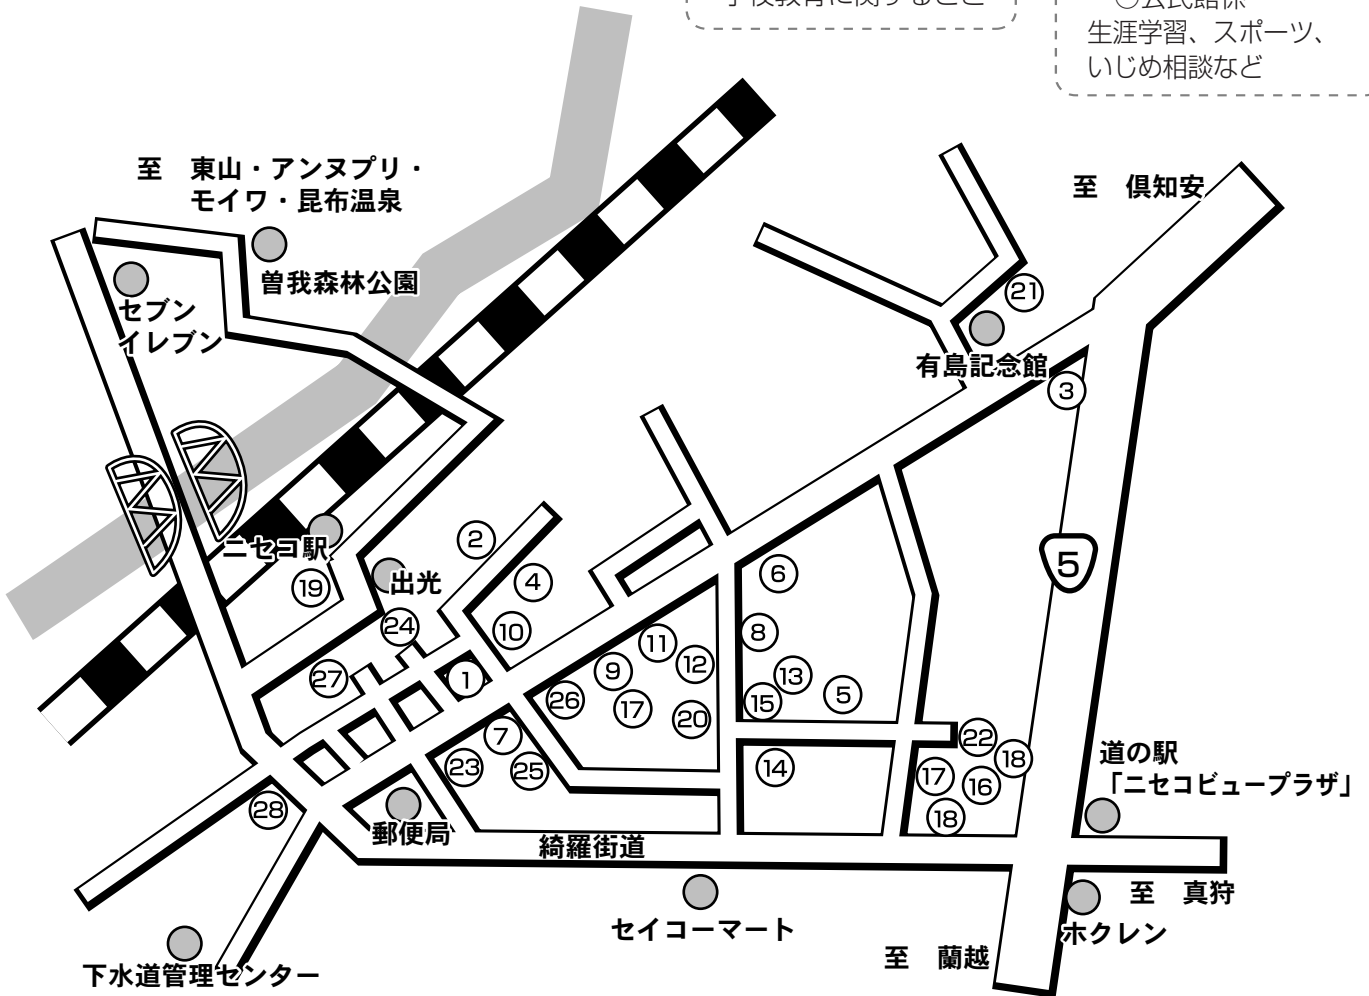 ○公民館係
生涯学習、スポーツ、
いじめ相談など
至 東山・アンヌプリ・
モイワ・昆布温泉
至 倶知安
曽我森林公園
セブン
イレブン
21
有島記念館
3
ニセコ駅
2
5
19
出光
4
6
24
10
8
11
12
27
1
9
13
26
17
15
5
20
7
22
23
25
14
18
17
16
道の駅
「ニセコビュープラザ」
28
18
郵便局
綺羅街道
至 真狩
セイコーマート
ホクレン
至 蘭越
下水道管理センター